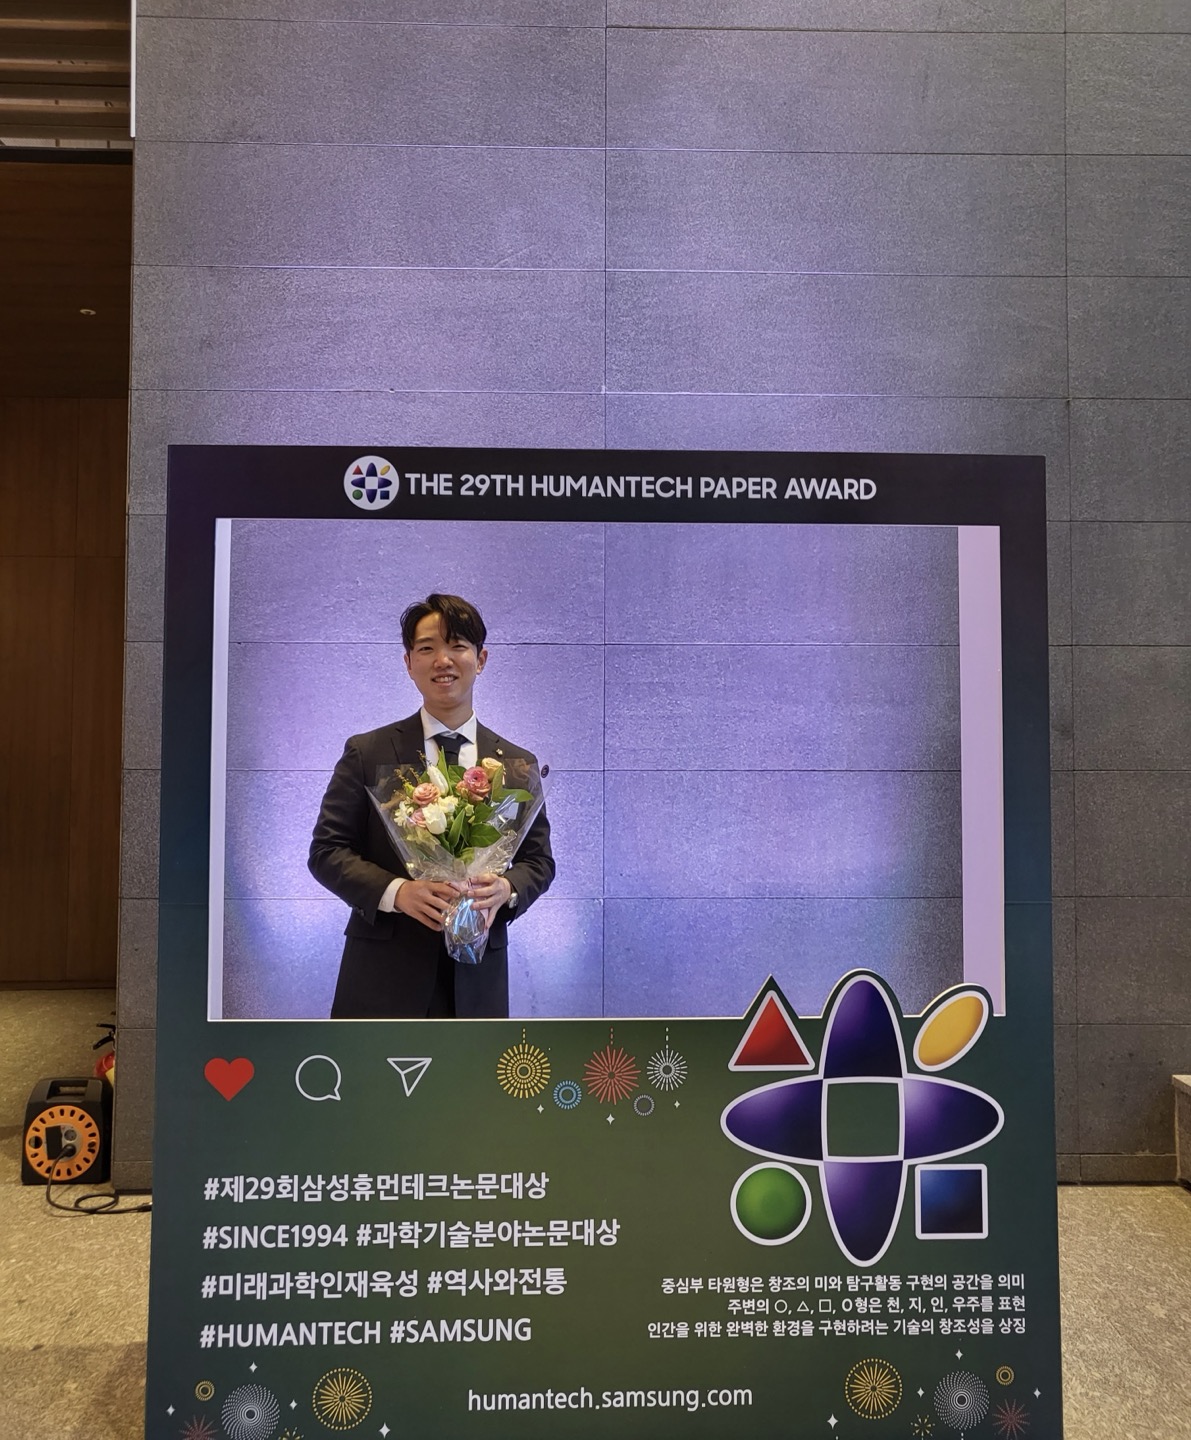 THE 29TH HUMANTECH PAPER AWARD
#제29회삼성휴먼테크논문대상
#SINCE1994 #과학기술분야논문대상
#미래과학인재육성 #역사와전통
#HUMANTECH #SAMSUNG
중심부 타원형은 창조의 미와 탐구활동 구현의 공간을 의미
주변의 ○, △, □, O형은 천, 지, 인, 우주를 표현
인간을 위한 완벽한 환경을 구현하려는 기술의 창조성을 상징
humantech.samsung.com